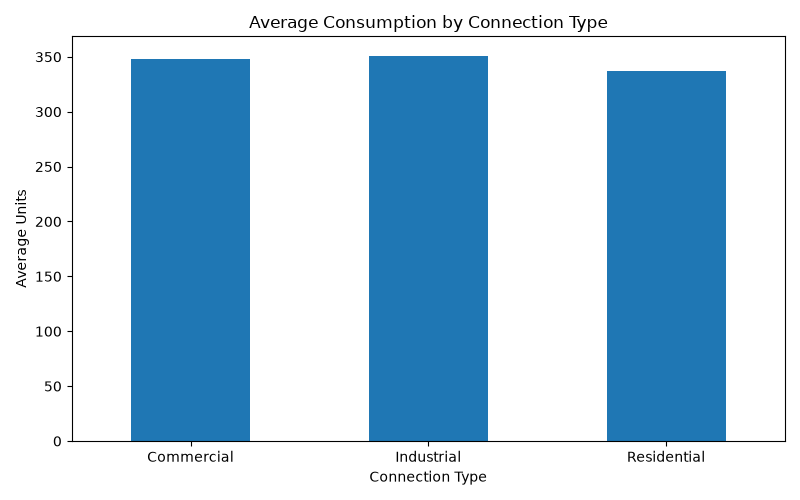 Average Consumption by Connection Type
350
300
250
200
150
100
50
0
Average Units
Commercial Industrial Residential
Connection Type